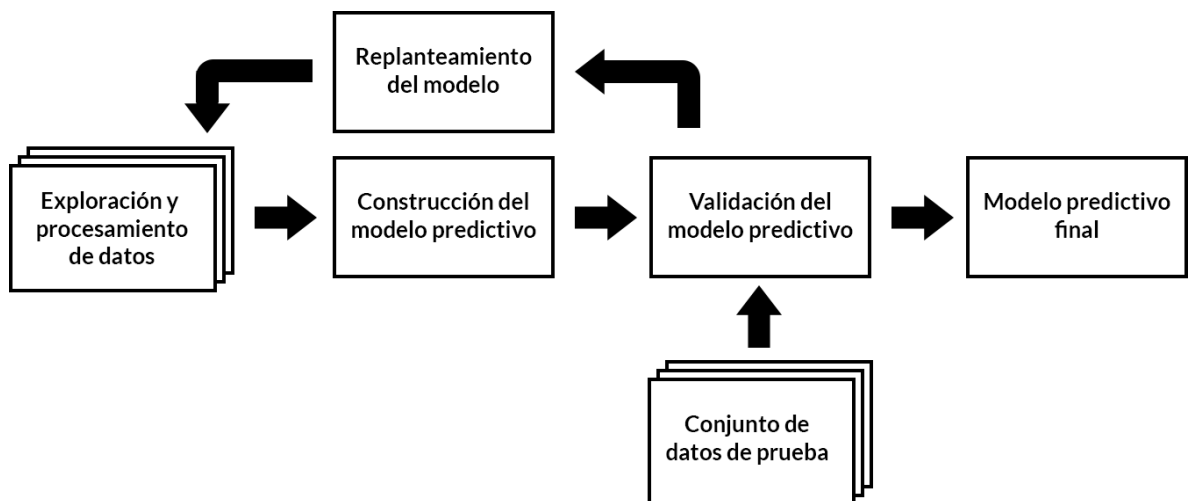 Replanteamiento
del modelo
Exploración y
procesamiento
de datos
Construcción del
modelo predictivo
Validación del
modelo predictivo
Modelo predictivo
final
Conjunto de
datos de prueba